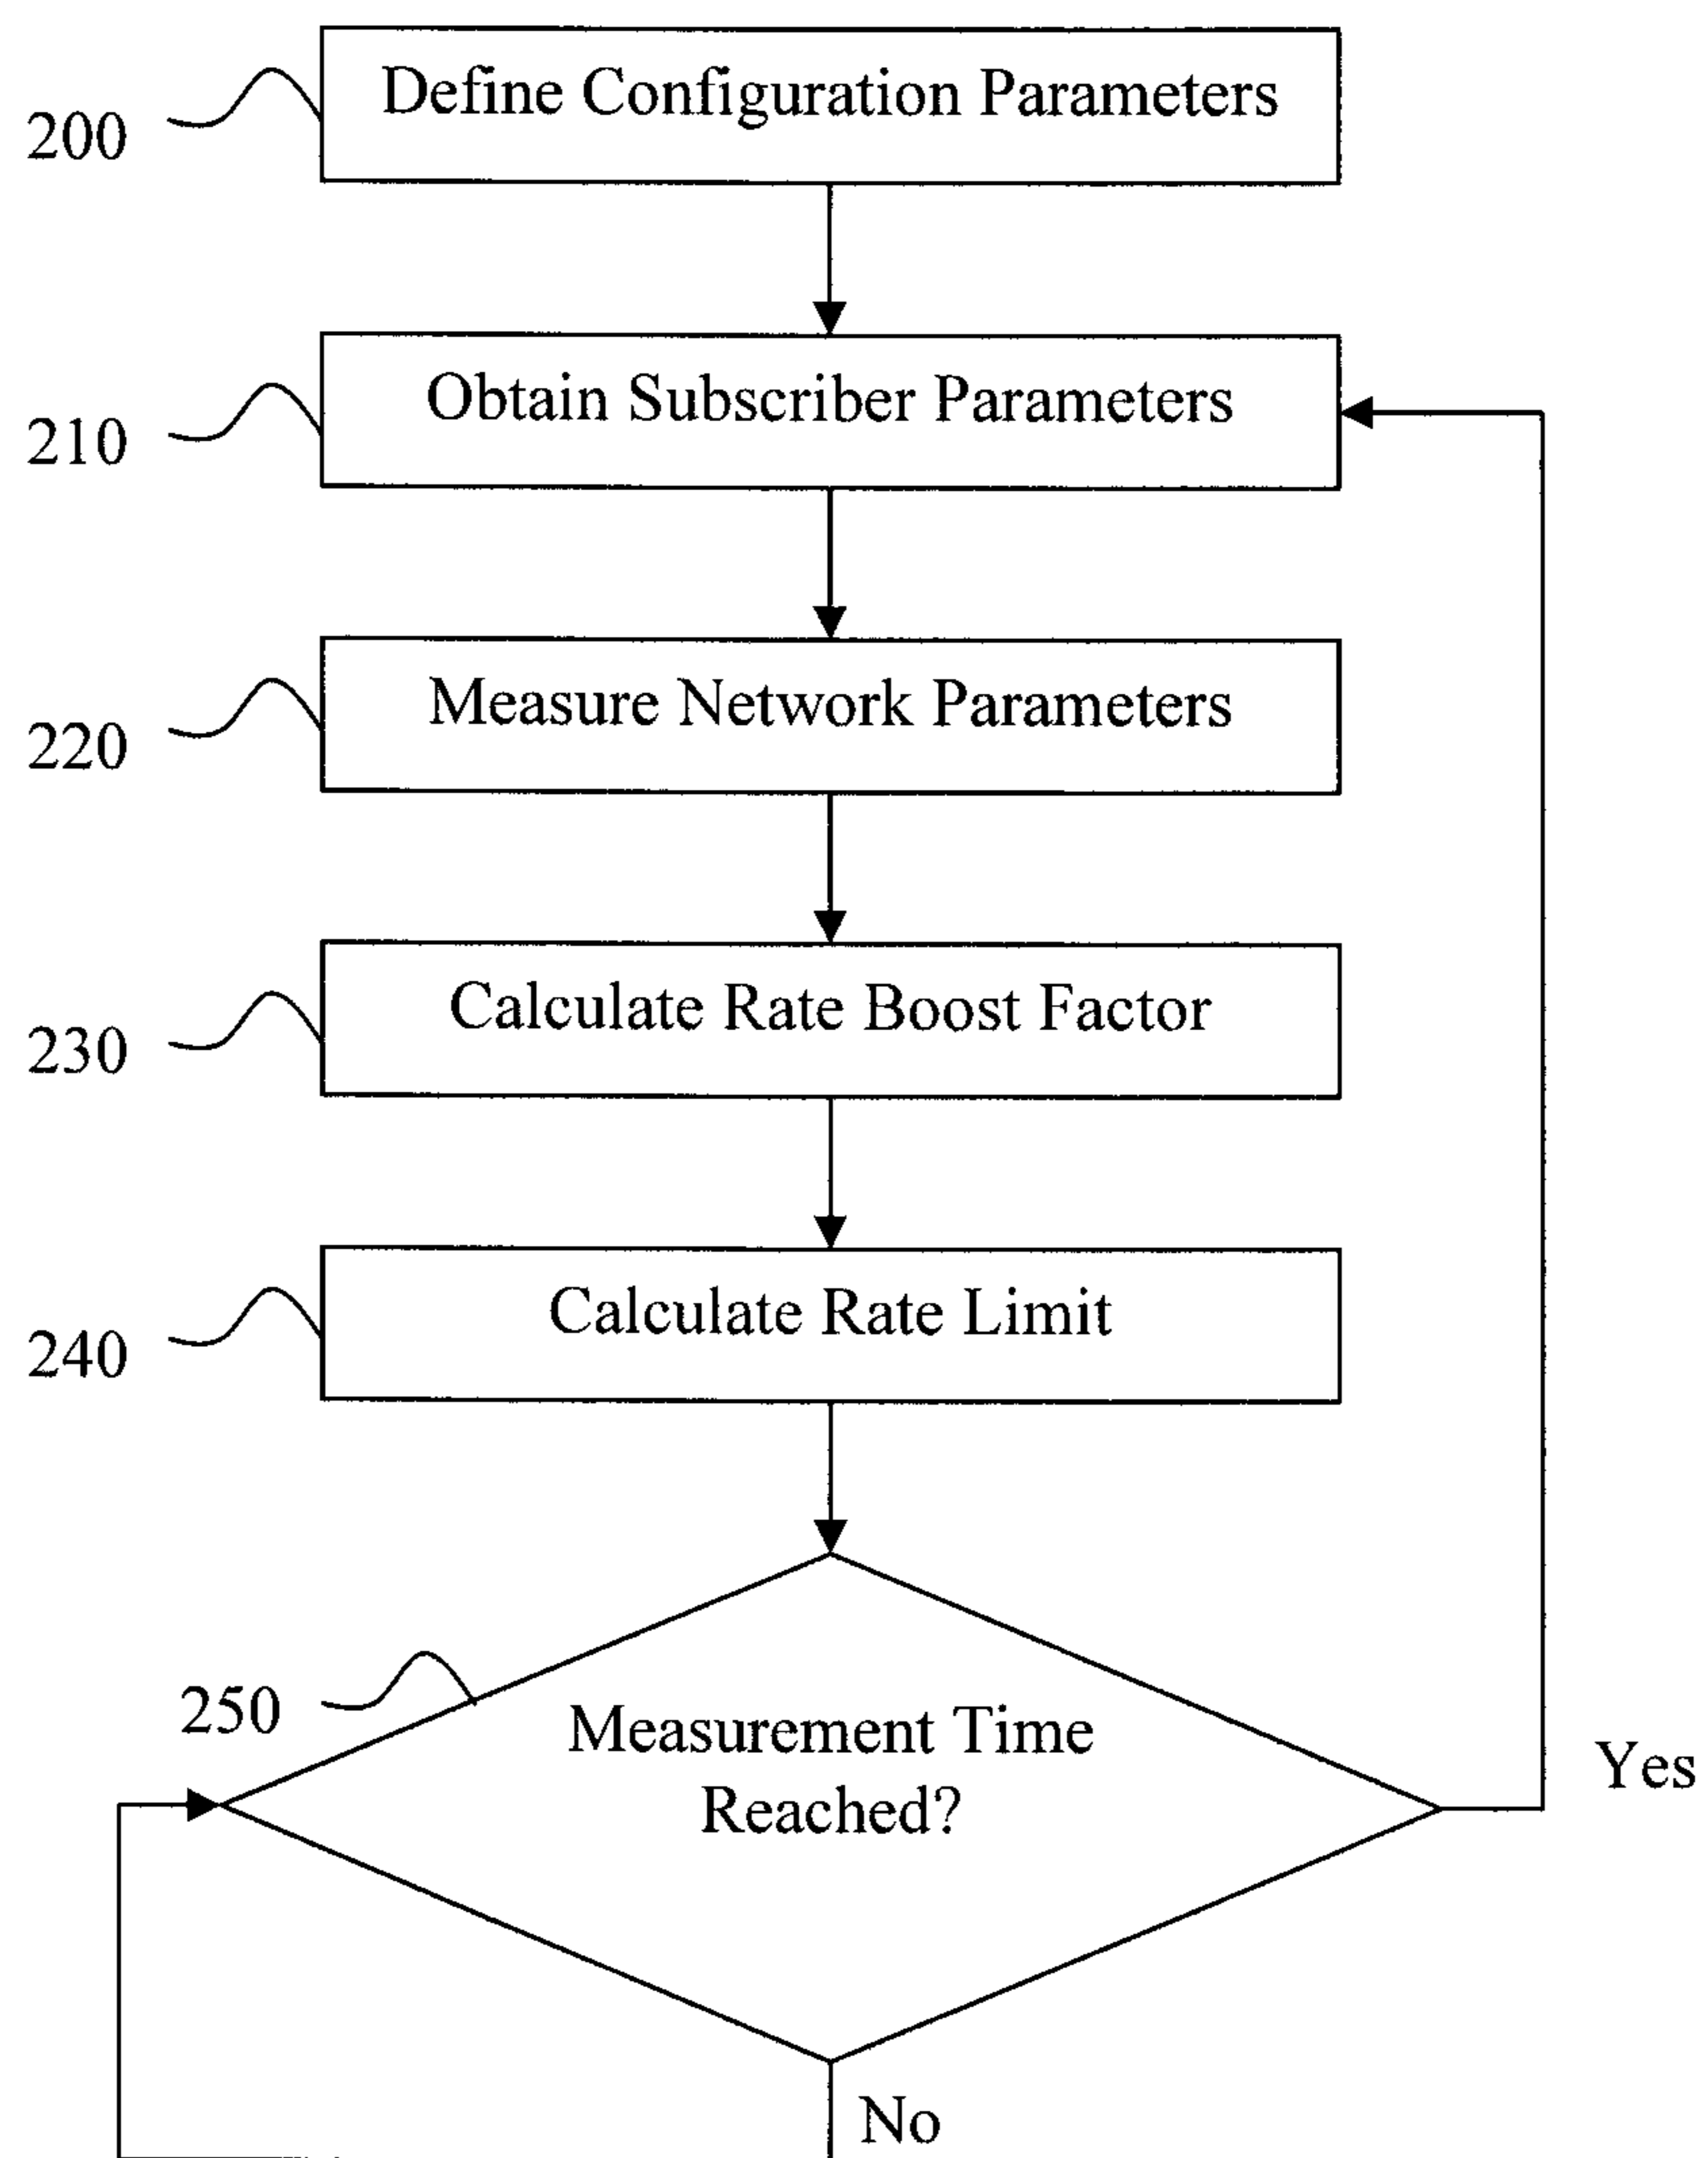 Define Configuration Parameters
200
Obtain Subscriber Parameters
210
Measure Network Parameters
220
Calculate Rate Boost Factor
230
Calculate Rate Limit
240
250
Measurement Time
Reached?
Yes
No